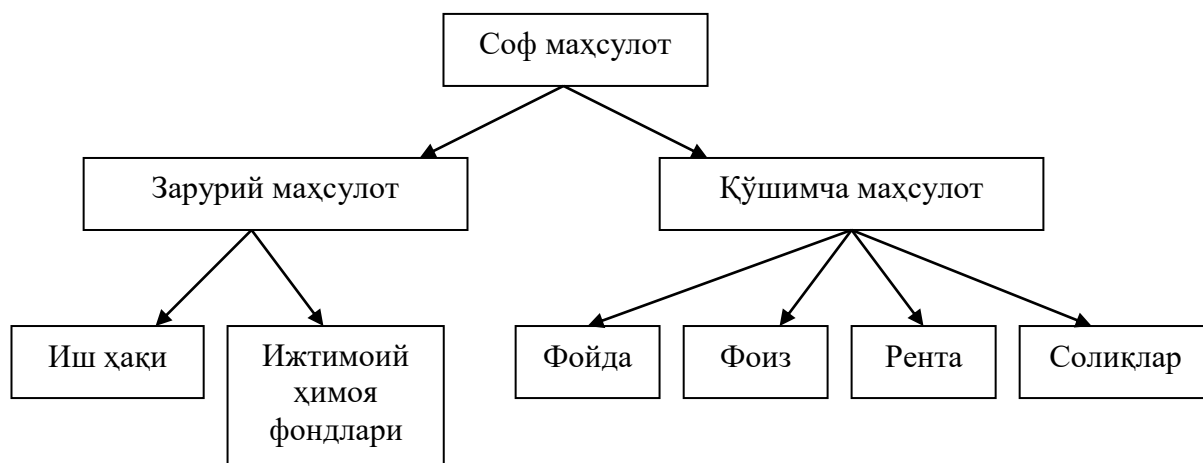 Соф маҳсулот
Зарурий маҳсулот
Қўшимча маҳсулот
Иш ҳақи
Ижтимоий
ҳимоя
фондлари
Фойда
Фоиз
Рента
Солиқлар